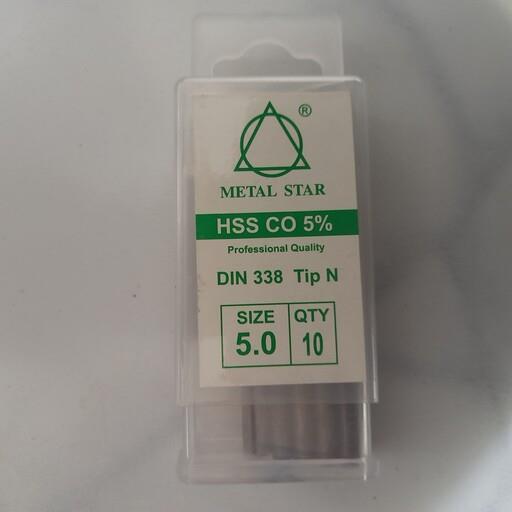 ®
METAL STAR
HSS CO 5%
Professional Quality
DIN 338 Tip N
SIZE QTY
5.0 10